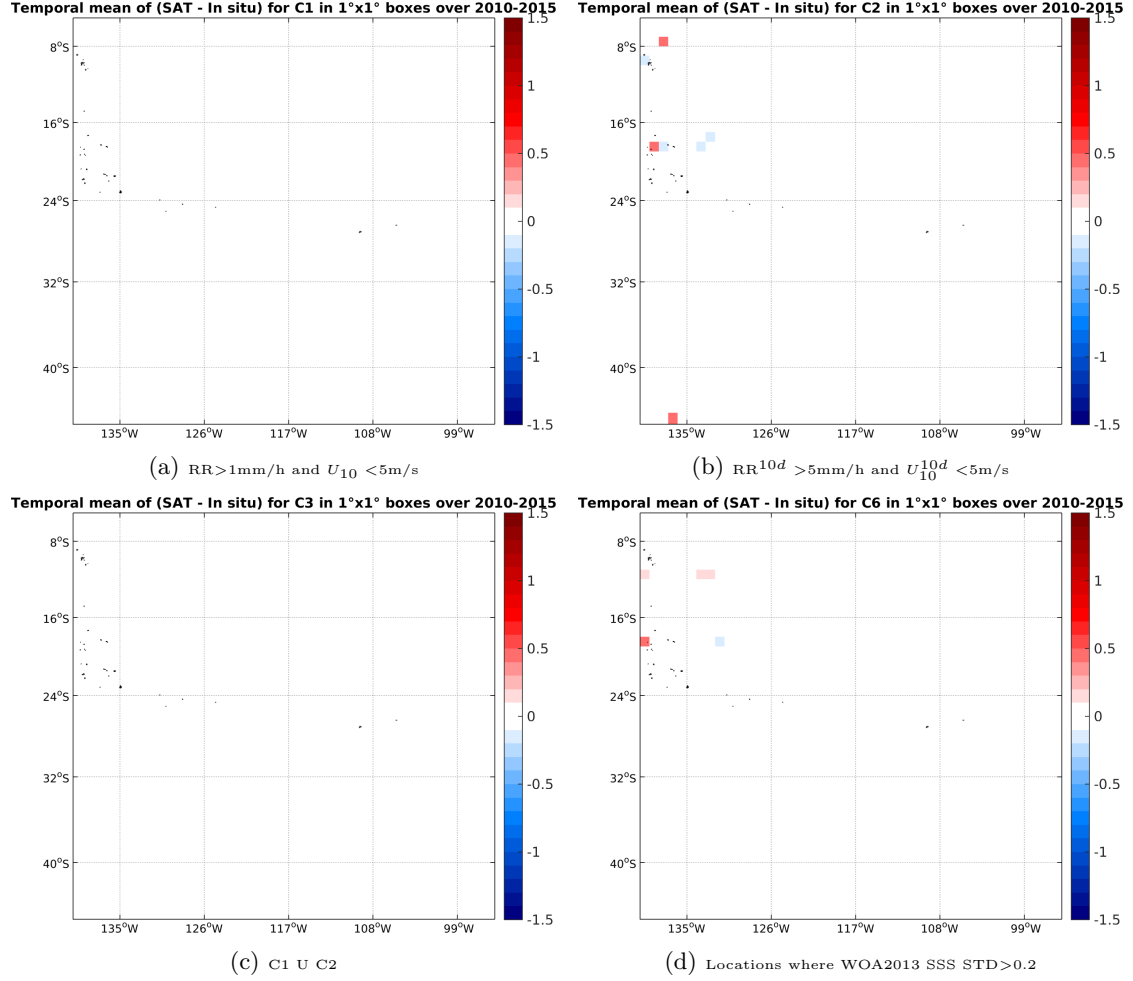 Temporal mean of (SAT - In situ) for C1 in 1°x1° boxes over 2010-2015
8°S
16°S
24°S
32°S
40°S
135°W 126°W 117°W 108°W 99°W
1.5
1
0.5
0
-0.5
-1
-1.5
(a) RR>1mm/h and U10 <5m/s
Temporal mean of (SAT - In situ) for C2 in 1°x1° boxes over 2010-2015
8°S
16°S
24°S
32°S
40°S
135°W 126°W 117°W 108°W 99°W
1.5
1
0.5
0
-0.5
-1
-1.5
(b) RR^10d >5mm/h and U10^10d <5m/s
Temporal mean of (SAT - In situ) for C3 in 1°x1° boxes over 2010-2015
8°S
16°S
24°S
32°S
40°S
135°W 126°W 117°W 108°W 99°W
1.5
1
0.5
0
-0.5
-1
-1.5
(c) C1 U C2
Temporal mean of (SAT - In situ) for C6 in 1°x1° boxes over 2010-2015
8°S
16°S
24°S
32°S
40°S
135°W 126°W 117°W 108°W 99°W
1.5
1
0.5
0
-0.5
-1
-1.5
(d) Locations where WOA2013 SSS STD>0.2